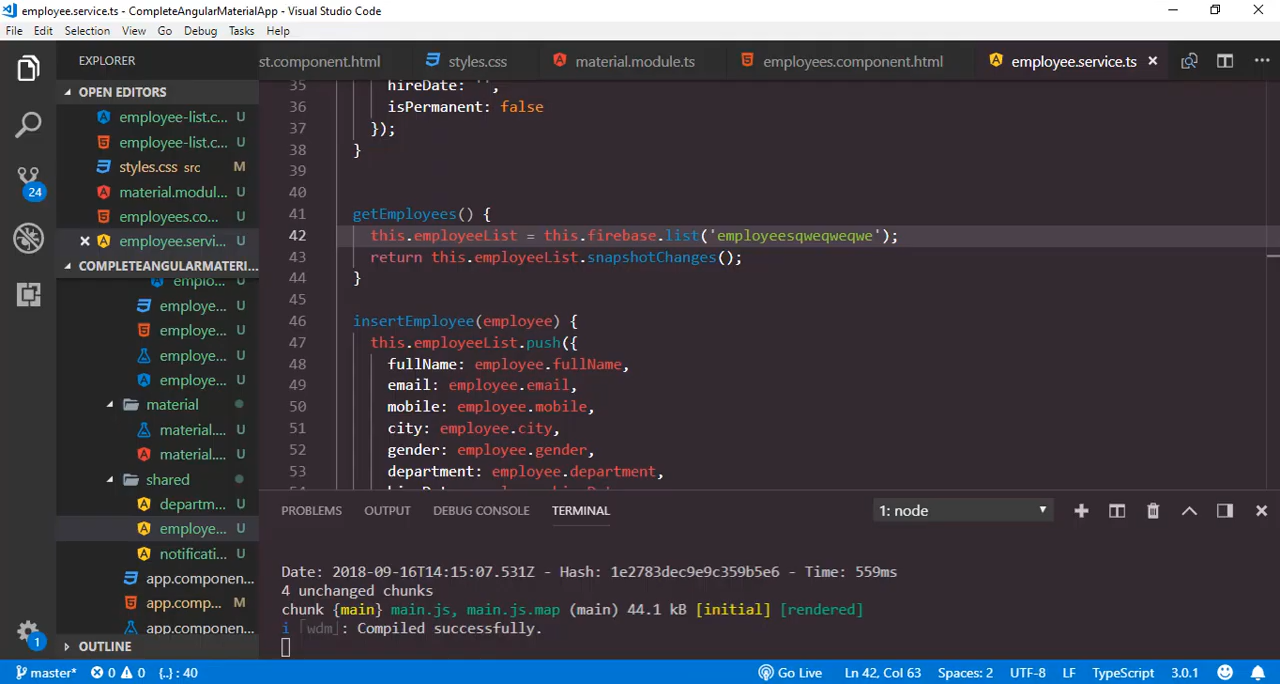 employee.service.ts - CompleteAngularMaterialApp - Visual Studio Code
File Edit Selection View Go Debug Tasks Help
EXPLORER
st.component.html styles.css material.module.ts employees.component.html employee.service.ts
OPEN EDITORS
employee-list.c... U
employee-list.c... U
styles.css src M
material.modul... U
employees.co... U
employee.servi... U
COMPLETEANGULARMATERI...
emplo... U
employe... U
employe... U
employe... U
employe... U
material
material.... U
material.... U
shared
departm... U
employe... U
notificati... U
app.componen...
app.comp... M
app.componen...
OUTLINE
24
1
35 hireDate: '',
36 isPermanent: false
37 });
38 }
39
40
41 getEmployees() {
42 this.employeeList = this.firebase.list('employeesqweqweqwe');
43 return this.employeeList.snapshotChanges();
44 }
45
46 insertEmployee(employee) {
47 this.employeeList.push({
48 fullName: employee.fullName,
49 email: employee.email,
50 mobile: employee.mobile,
51 city: employee.city,
52 gender: employee.gender,
53 department: employee.department,
PROBLEMS OUTPUT DEBUG CONSOLE TERMINAL 1: node
Date: 2018-09-16T14:15:07.531Z - Hash: 1e2783dec9e9c359b5e6 - Time: 559ms
4 unchanged chunks
chunk {main} main.js, main.js.map (main) 44.1 kB [initial] [rendered]
i ｢wdm｣: Compiled successfully.
master* 0 0 {..} : 40 Go Live Ln 42, Col 63 Spaces: 2 UTF-8 LF TypeScript 3.0.1